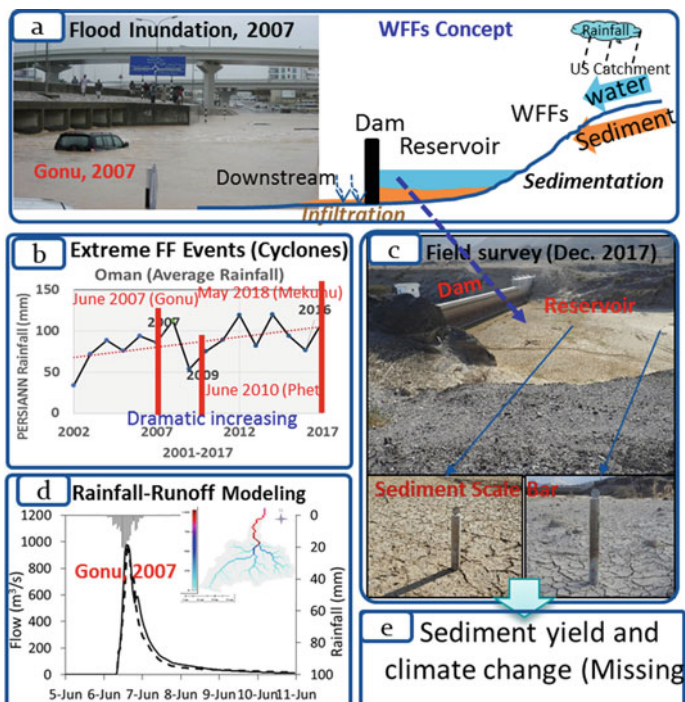 a
Flood Inundation, 2007
Gonu, 2007
WFFs Concept
Rainfall
US Catchment
water
WFFs
Sediment
Dam
Reservoir
Downstream
Sedimentation
Infiltration
b
Extreme FF Events (Cyclones)
Oman (Average Rainfall)
PERSIANN Rainfall (mm)
150
100
50
0
June 2007 (Gonu)
May 2018 (Mekunu)
2007
2016
2009
June 2010 (Phet)
Dramatic increasing
2002 2007 2012 2017
2001-2017
c
Field survey (Dec. 2017)
Dam
Reservoir
Sediment Scale Bar
d
Rainfall-Runoff Modeling
Flow (m³/s)
1200
1000
800
600
400
200
0
Gonu, 2007
0
20
40
60
80
100
Rainfall (mm)
5-Jun 6-Jun 7-Jun 8-Jun 9-Jun 10-Jun 11-Jun
e
Sediment yield and
climate change (Missing